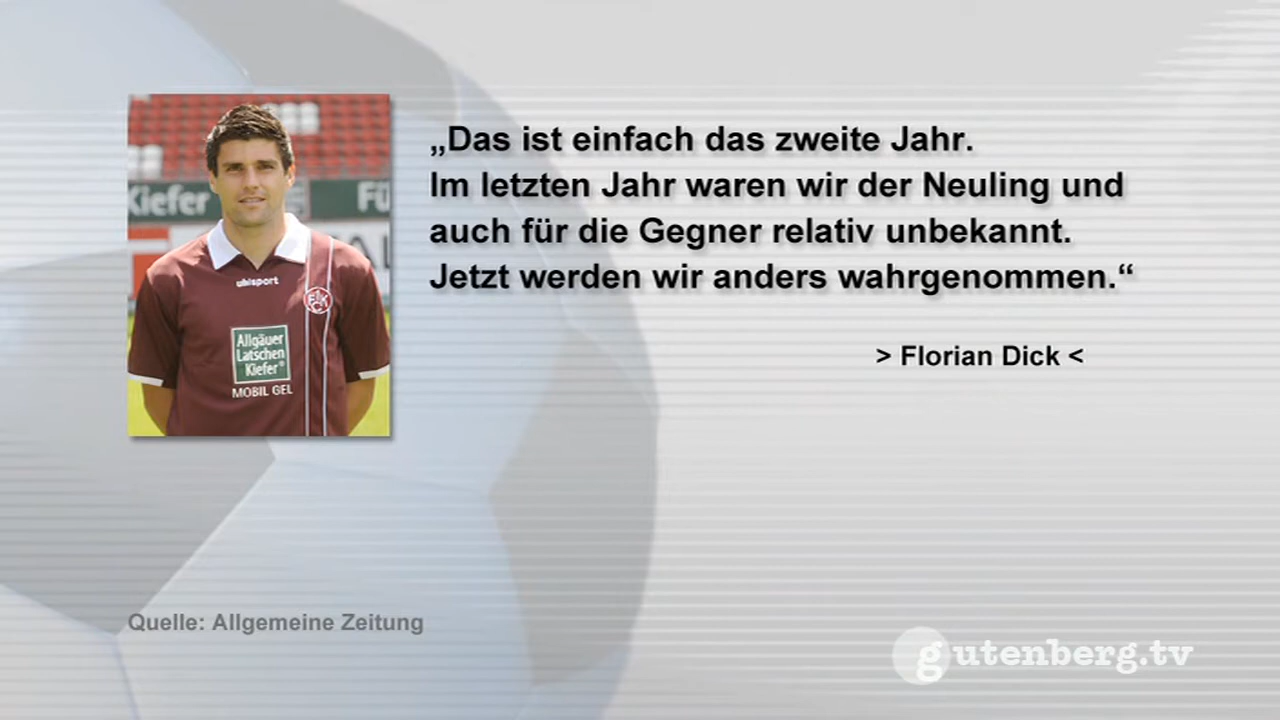 „Das ist einfach das zweite Jahr.
Im letzten Jahr waren wir der Neuling und
auch für die Gegner relativ unbekannt.
Jetzt werden wir anders wahrgenommen.“
> Florian Dick <
Kiefer
Fü
uhlsport
FCK
Allgäuer
Latschen
Kiefer®
MOBIL GEL
Quelle: Allgemeine Zeitung
gutenberg.tv